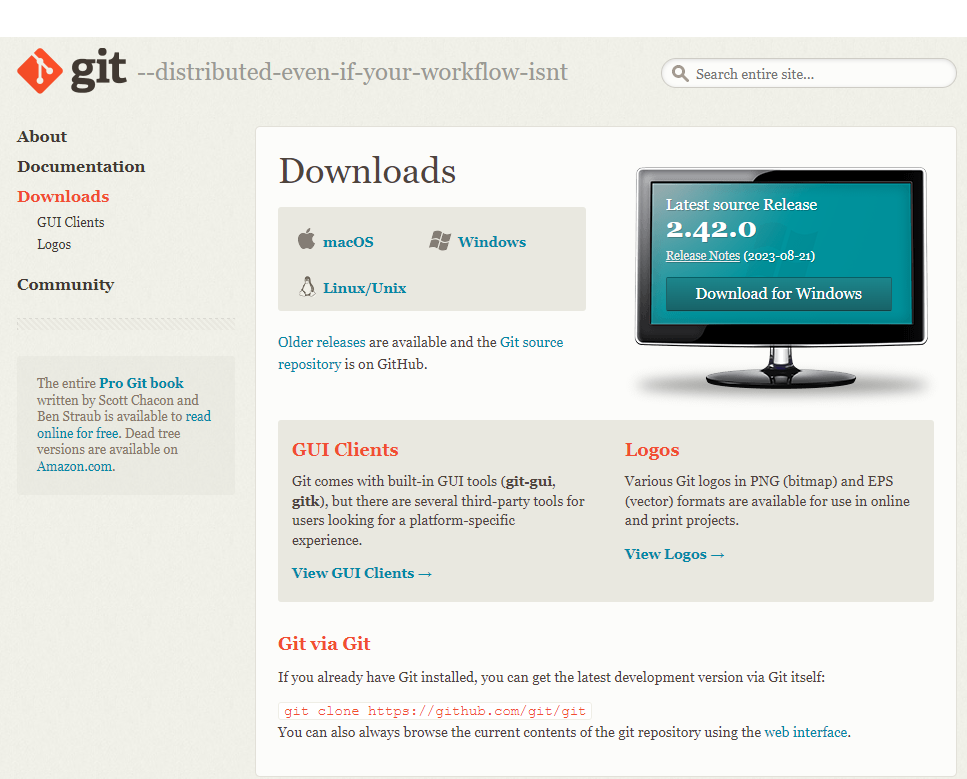 git --distributed-even-if-your-workflow-isnt
Search entire site...
About
Documentation
Downloads
GUI Clients
Logos
Community
The entire Pro Git book
written by Scott Chacon and
Ben Straub is available to read
online for free. Dead tree
versions are available on
Amazon.com.
Downloads
macOS
Windows
Linux/Unix
Older releases are available and the Git source
repository is on GitHub.
Latest source Release
2.42.0
Release Notes (2023-08-21)
Download for Windows
GUI Clients
Git comes with built-in GUI tools (git-gui,
gitk), but there are several third-party tools for
users looking for a platform-specific
experience.
View GUI Clients →
Logos
Various Git logos in PNG (bitmap) and EPS
(vector) formats are available for use in online
and print projects.
View Logos →
Git via Git
If you already have Git installed, you can get the latest development version via Git itself:
git clone https://github.com/git/git
You can also always browse the current contents of the git repository using the web interface.